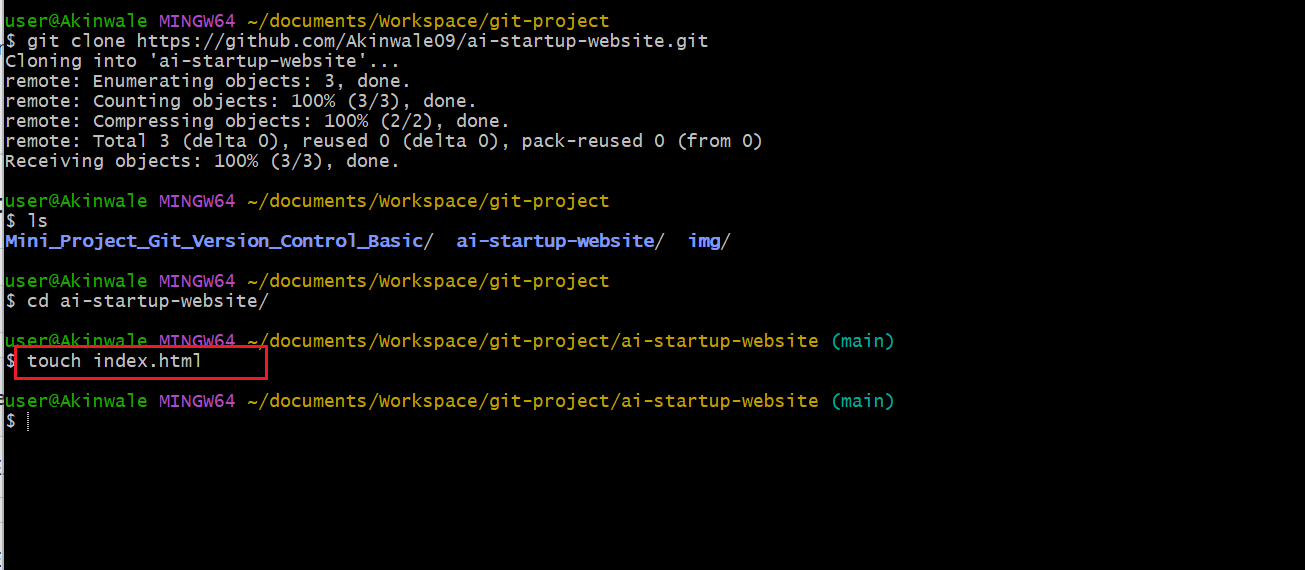 user@Akinwale MINGW64 ~/documents/Workspace/git-project
$ git clone https://github.com/Akinwale09/ai-startup-website.git
Cloning into 'ai-startup-website'...
remote: Enumerating objects: 3, done.
remote: Counting objects: 100% (3/3), done.
remote: Compressing objects: 100% (2/2), done.
remote: Total 3 (delta 0), reused 0 (delta 0), pack-reused 0 (from 0)
Receiving objects: 100% (3/3), done.
user@Akinwale MINGW64 ~/documents/Workspace/git-project
$ ls
Mini_Project_Git_Version_Control_Basic/  ai-startup-website/  img/
user@Akinwale MINGW64 ~/documents/Workspace/git-project
$ cd ai-startup-website/
user@Akinwale MINGW64 ~/documents/Workspace/git-project/ai-startup-website (main)
$ touch index.html
user@Akinwale MINGW64 ~/documents/Workspace/git-project/ai-startup-website (main)
$